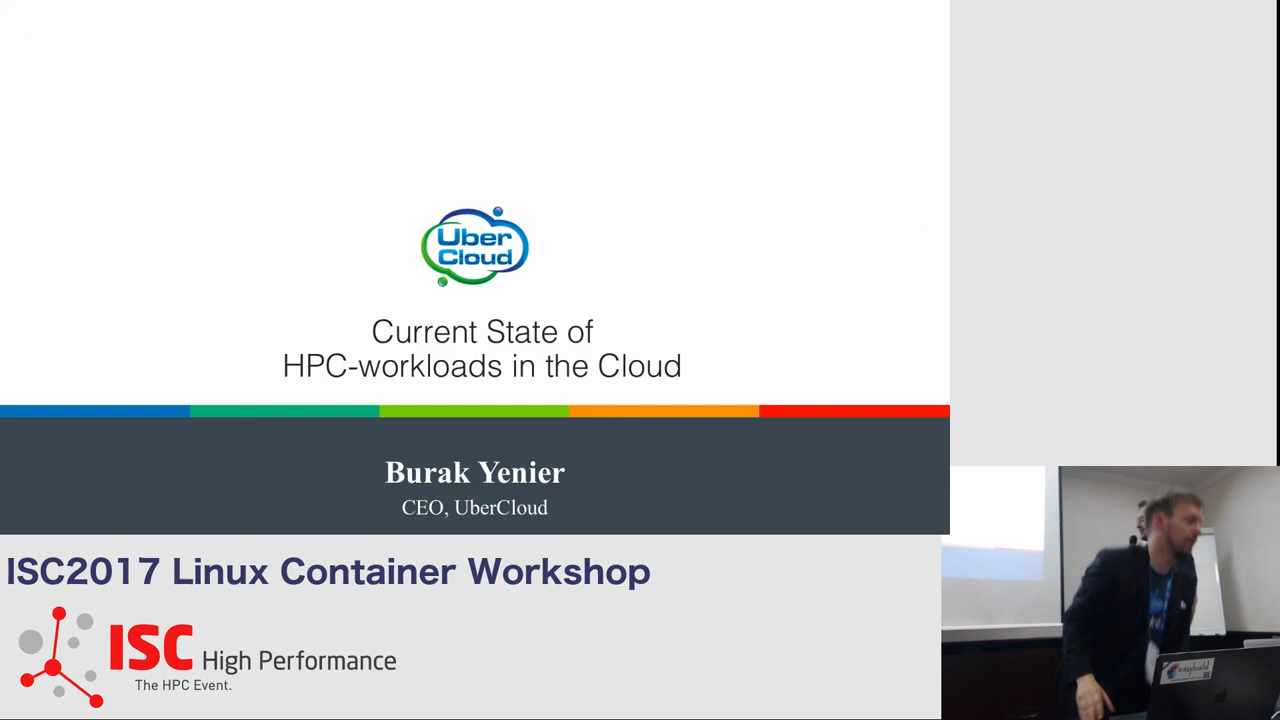 Uber
Cloud
Current State of
HPC-workloads in the Cloud
Burak Yenier
CEO, UberCloud
ISC2017 Linux Container Workshop
ISC High Performance
The HPC Event.
easybuild